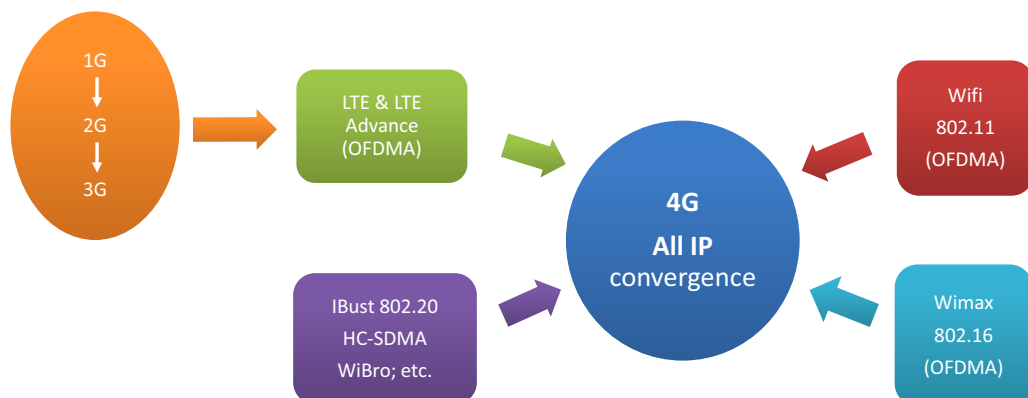 1G
2G
3G
LTE & LTE
Advance
(OFDMA)
IBust 802.20
HC-SDMA
WiBro; etc.
4G
All IP
convergence
Wifi
802.11
(OFDMA)
Wimax
802.16
(OFDMA)